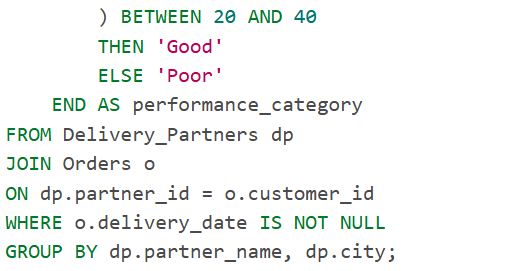 ) BETWEEN 20 AND 40
THEN 'Good'
ELSE 'Poor'
END AS performance_category
FROM Delivery_Partners dp
JOIN Orders o
ON dp.partner_id = o.customer_id
WHERE o.delivery_date IS NOT NULL
GROUP BY dp.partner_name, dp.city;